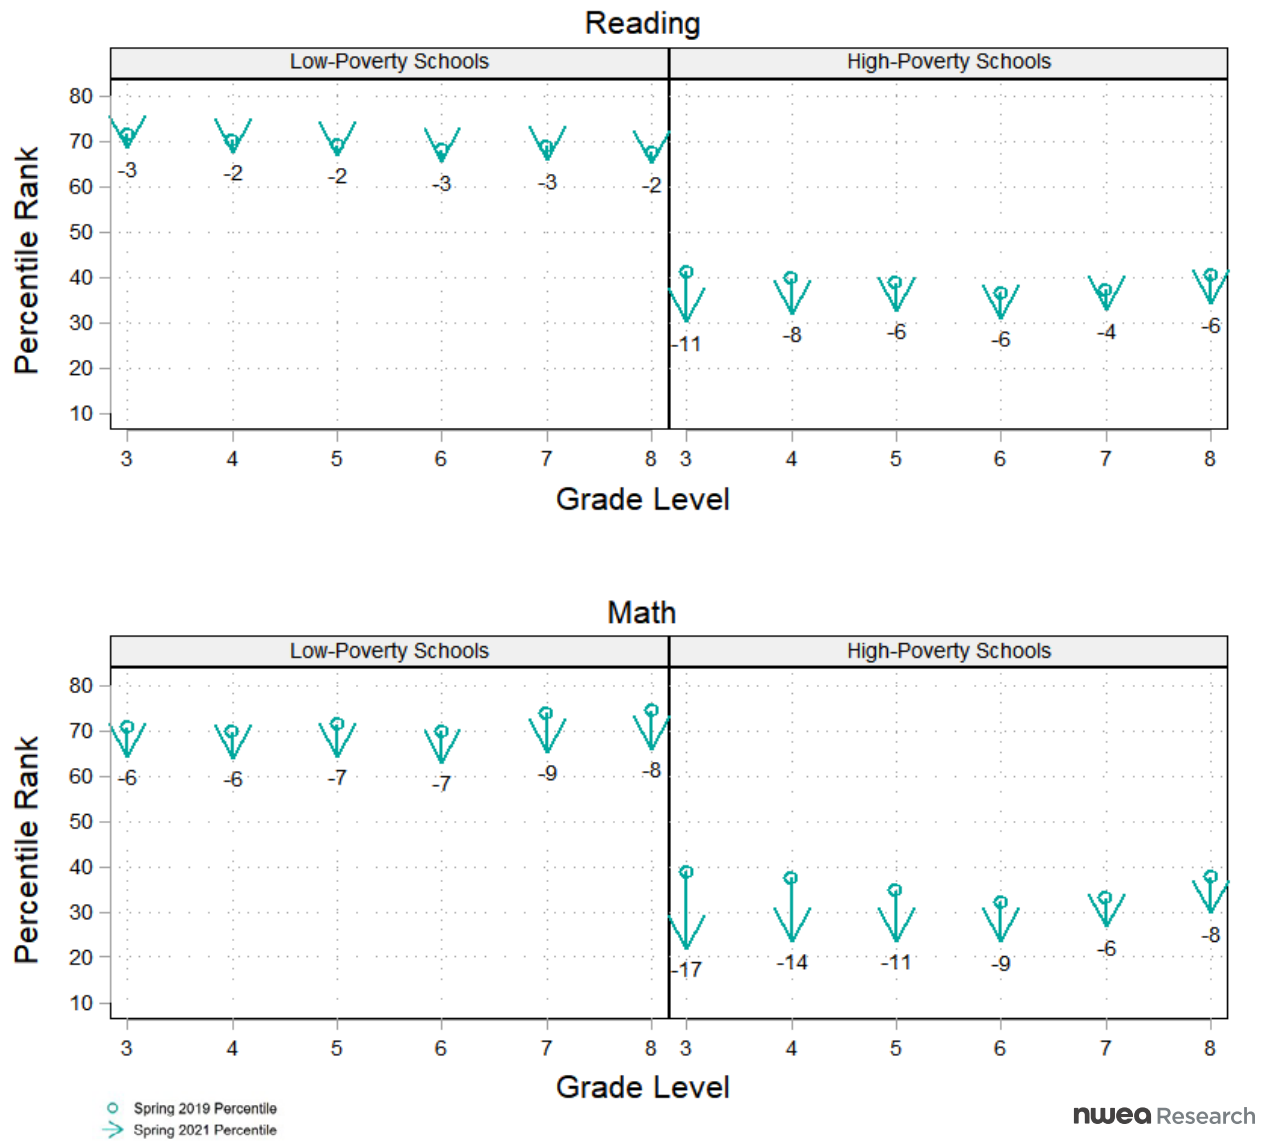 Reading
Low-Poverty Schools High-Poverty Schools
Percentile Rank
80
70
60
50
40
30
20
10
-3 -2 -2 -3 -3 -2
-11 -8 -6 -6 -4 -6
3 4 5 6 7 8 3 4 5 6 7 8
Grade Level
Math
Low-Poverty Schools High-Poverty Schools
Percentile Rank
80
70
60
50
40
30
20
10
-6 -6 -7 -7 -9 -8
-17 -14 -11 -9 -6 -8
3 4 5 6 7 8 3 4 5 6 7 8
Grade Level
Spring 2019 Percentile
Spring 2021 Percentile
nwea Research